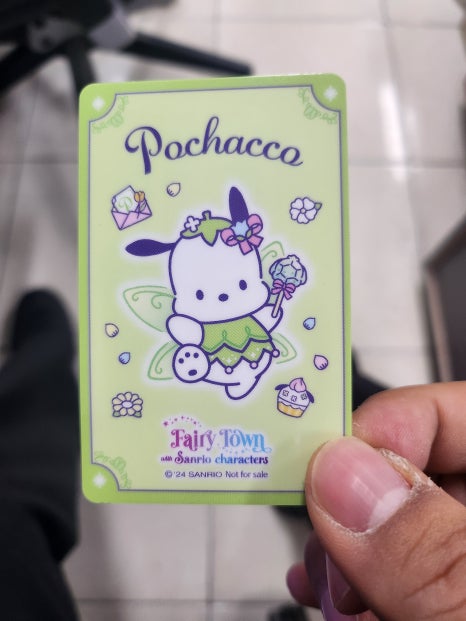 Pochacco
Fairy Town
with Sanrio characters
© '24 SANRIO Not for sale